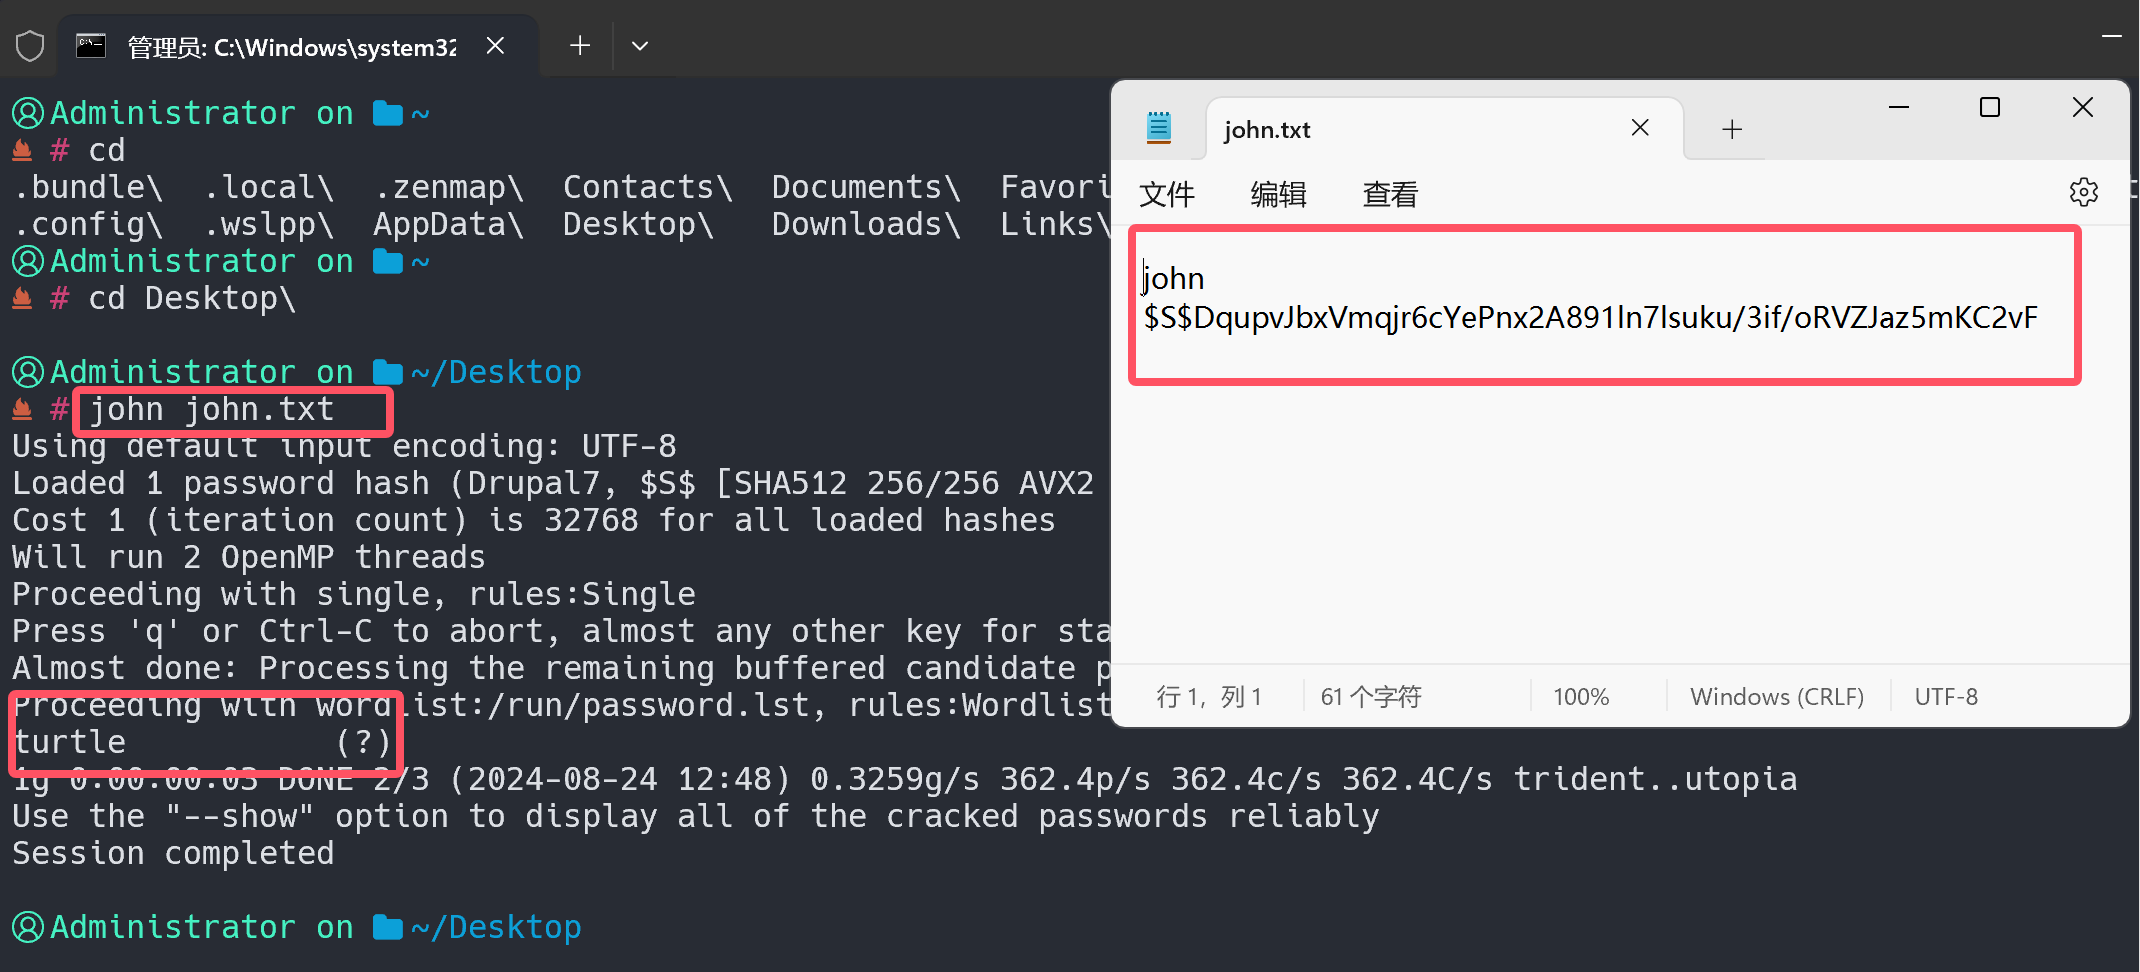 管理员: C:\Windows\system32
Administrator on ~
# cd
.bundle\ .local\ .zenmap\ Contacts\ Documents\ Favori
.config\ .wslpp\ AppData\ Desktop\ Downloads\ Links\
Administrator on ~
# cd Desktop\
Administrator on ~/Desktop
# john john.txt
Using default input encoding: UTF-8
Loaded 1 password hash (Drupal7, $S$ [SHA512 256/256 AVX2
Cost 1 (iteration count) is 32768 for all loaded hashes
Will run 2 OpenMP threads
Proceeding with single, rules:Single
Press 'q' or Ctrl-C to abort, almost any other key for sta
Almost done: Processing the remaining buffered candidate p
Proceeding with wordlist:/run/password.lst, rules:Wordlist
turtle (?)
1g 0:00:00:03 DONE 2/3 (2024-08-24 12:48) 0.3259g/s 362.4p/s 362.4c/s 362.4C/s trident..utopia
Use the "--show" option to display all of the cracked passwords reliably
Session completed
Administrator on ~/Desktop
john.txt
文件 编辑 查看
john
$S$DqupvJbxVmqjr6cYePnx2A891ln7lsuku/3if/oRVZJaz5mKC2vF
行 1, 列 1 61 个字符 100% Windows (CRLF) UTF-8